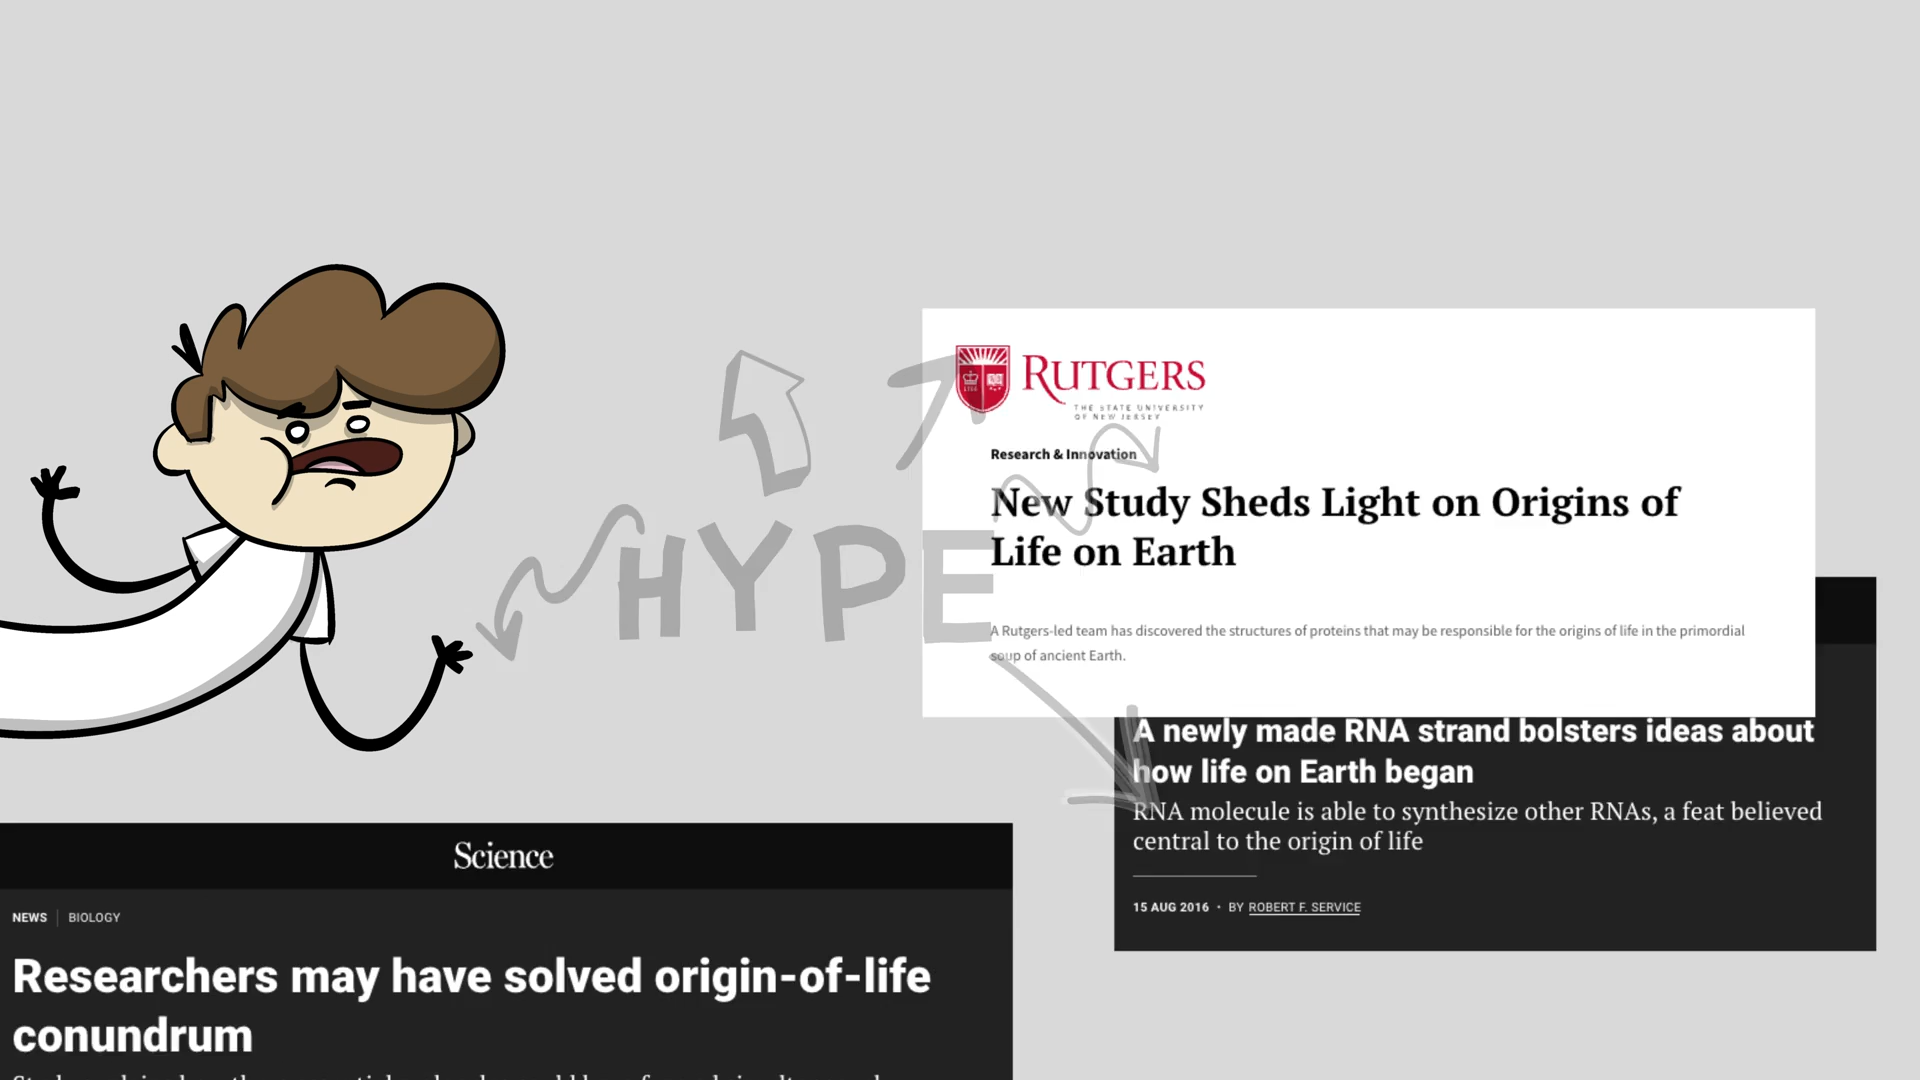 HYPE
RUTGERS
THE STATE UNIVERSITY
OF NEW JERSEY
Research & Innovation
New Study Sheds Light on Origins of
Life on Earth
A Rutgers-led team has discovered the structures of proteins that may be responsible for the origins of life in the primordial
soup of ancient Earth.
A newly made RNA strand bolsters ideas about
how life on Earth began
RNA molecule is able to synthesize other RNAs, a feat believed
central to the origin of life
15 AUG 2016 • BY ROBERT F. SERVICE
Science
NEWS | BIOLOGY
Researchers may have solved origin-of-life
conundrum